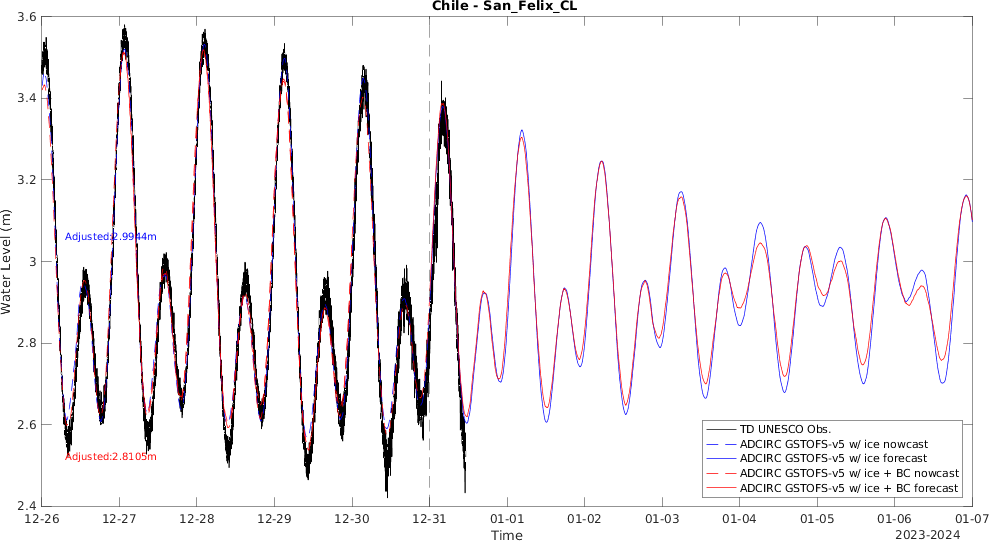 Chile - San_Felix_CL
3.6
3.4
3.2
3
2.8
2.6
2.4
Water Level (m)
Adjusted:2.9944m
Adjusted:2.8105m
TD UNESCO Obs.
ADCIRC GSTOFS-v5 w/ ice nowcast
ADCIRC GSTOFS-v5 w/ ice forecast
ADCIRC GSTOFS-v5 w/ ice + BC nowcast
ADCIRC GSTOFS-v5 w/ ice + BC forecast
12-26 12-27 12-28 12-29 12-30 12-31 01-01 01-02 01-03 01-04 01-05 01-06 01-07
Time
2023-2024